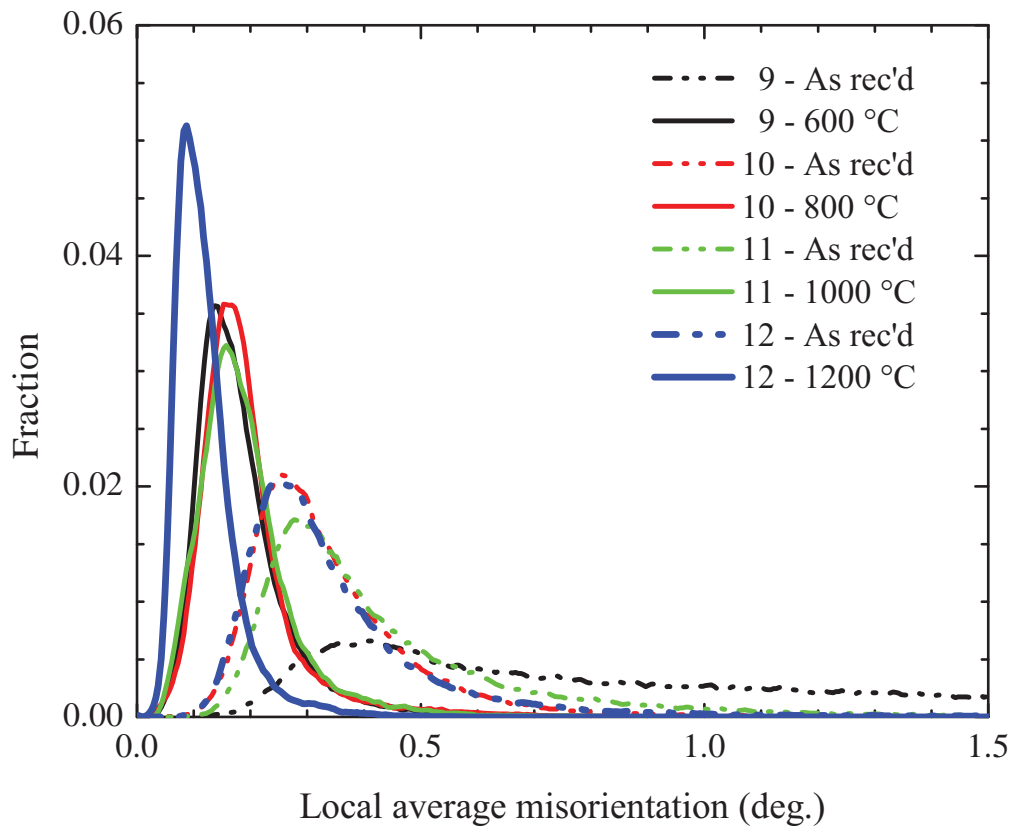 0.06
9 - As rec'd
9 - 600 °C
10 - As rec'd
10 - 800 °C
0.04
11 - As rec'd
11 - 1000 °C
12 - As rec'd
12 - 1200 °C
Fraction
0.02
0.00
0.0 0.5 1.0 1.5
Local average misorientation (deg.)